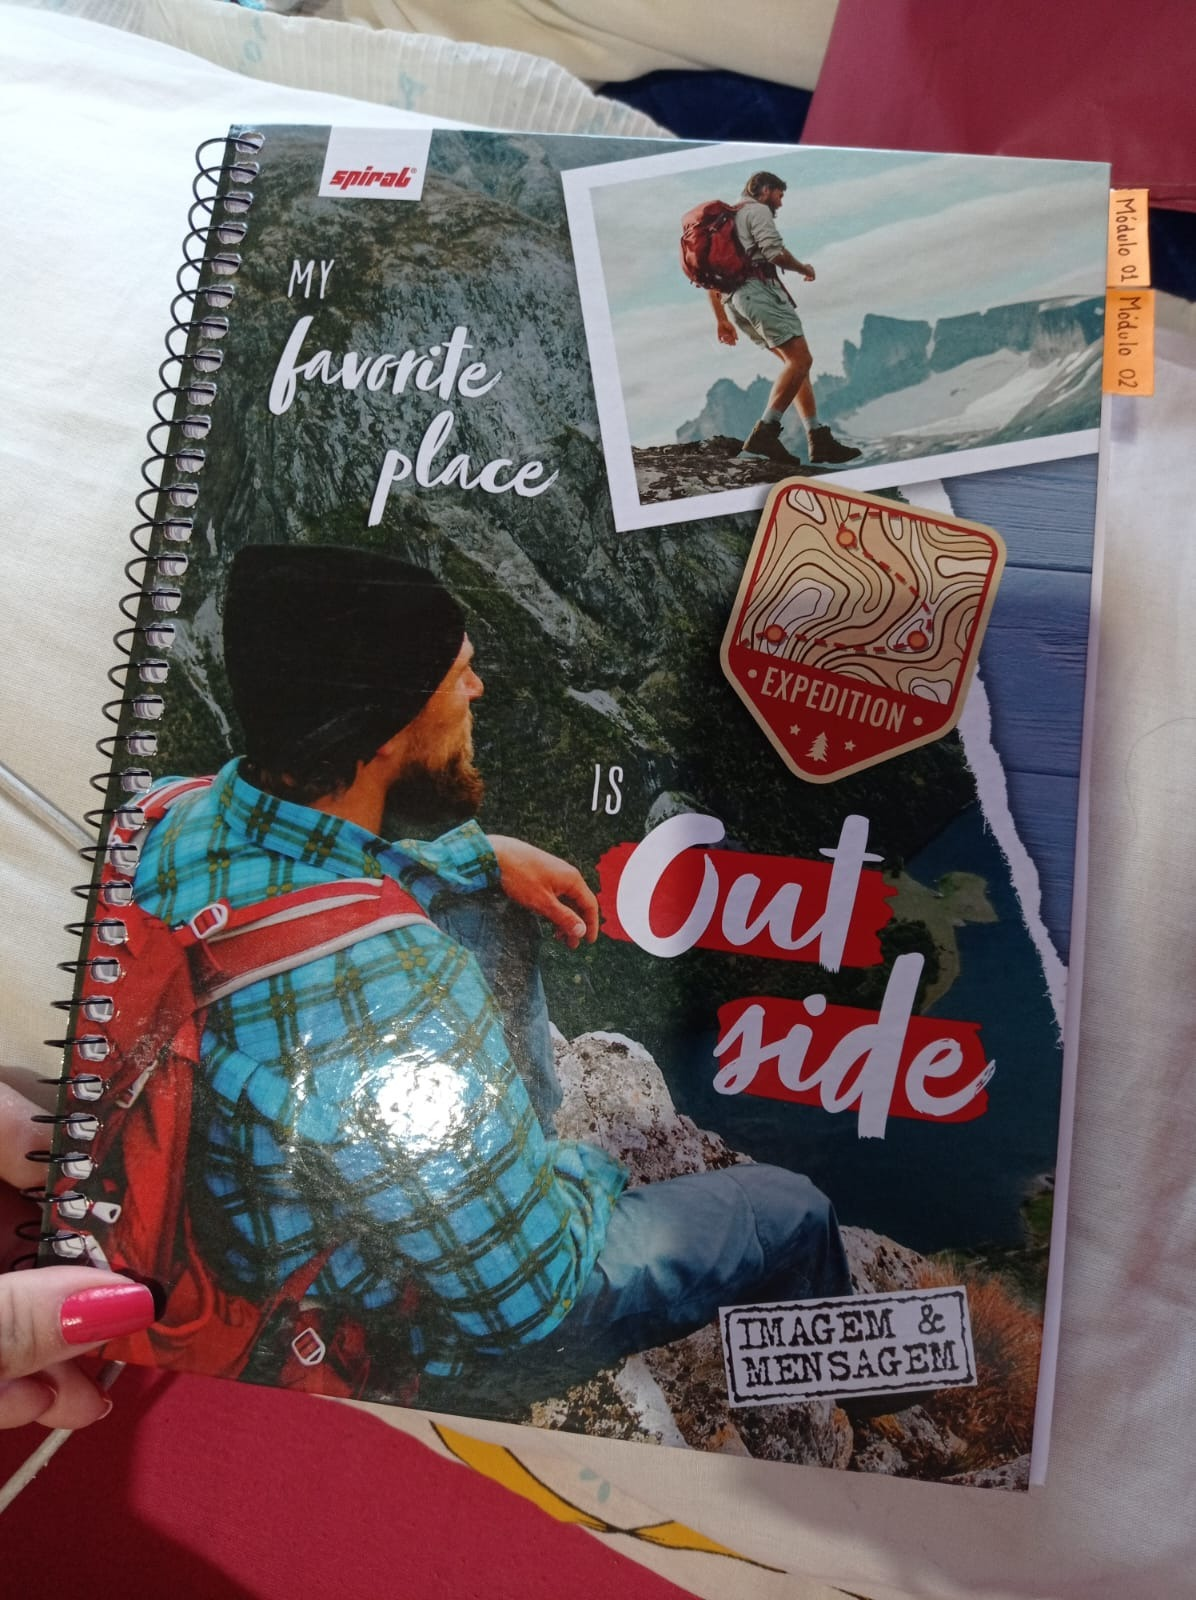 spiral®
MY
favorite
place
EXPEDITION
IS
Out
side
IMAGEM &
MENSAGEM
Módulo 01
Módulo 02